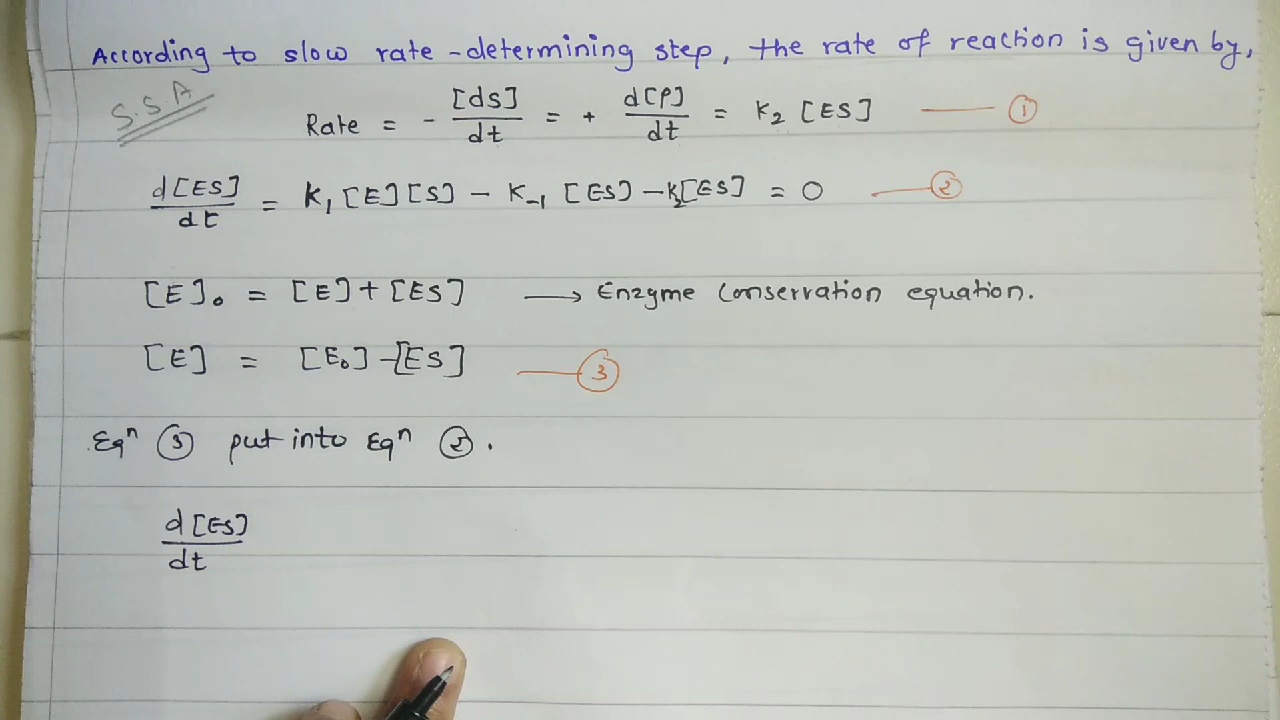 According to slow rate-determining step, the rate of reaction is given by,
S.S.A
Rate = - [ds]/dt = + d[P]/dt = K₂ [ES] —— ①
d[ES]/dt = K₁ [E][S] - K₋₁ [ES] - K₂[ES] = 0 —— ②
[E]₀ = [E] + [ES] → Enzyme conservation equation.
[E] = [E₀] - [ES] —— ③
Eqⁿ ③ put into Eqⁿ ②.
d[ES]/dt